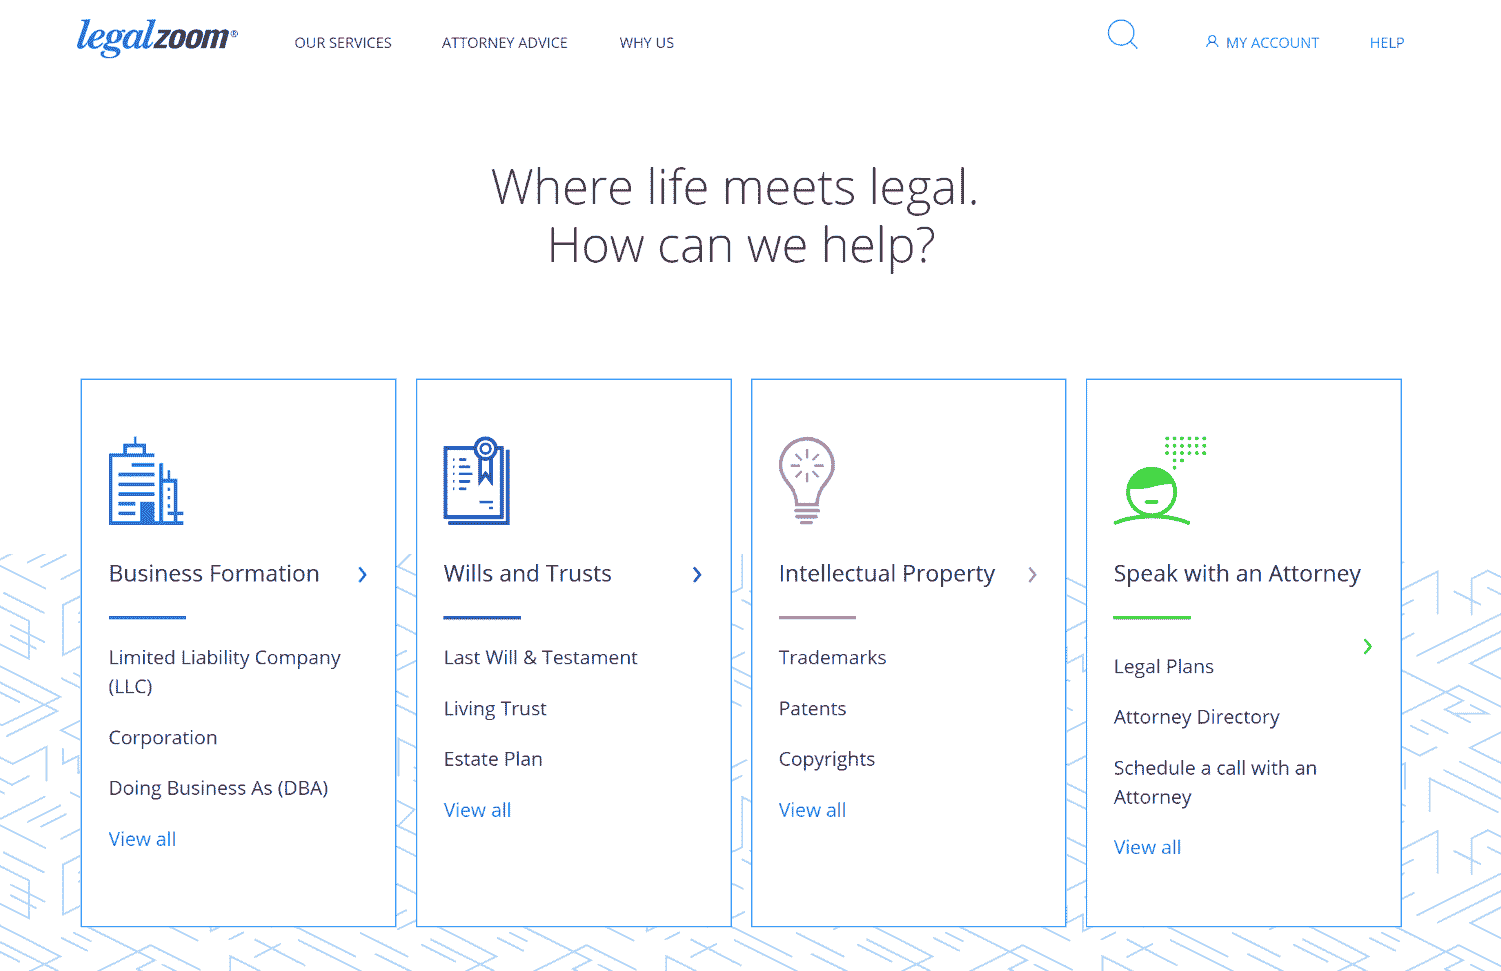 legalzoom®
OUR SERVICES
ATTORNEY ADVICE
WHY US
MY ACCOUNT
HELP
Where life meets legal.
How can we help?
Business Formation
Limited Liability Company
(LLC)
Corporation
Doing Business As (DBA)
View all
Wills and Trusts
Last Will & Testament
Living Trust
Estate Plan
View all
Intellectual Property
Trademarks
Patents
Copyrights
View all
Speak with an Attorney
Legal Plans
Attorney Directory
Schedule a call with an
Attorney
View all